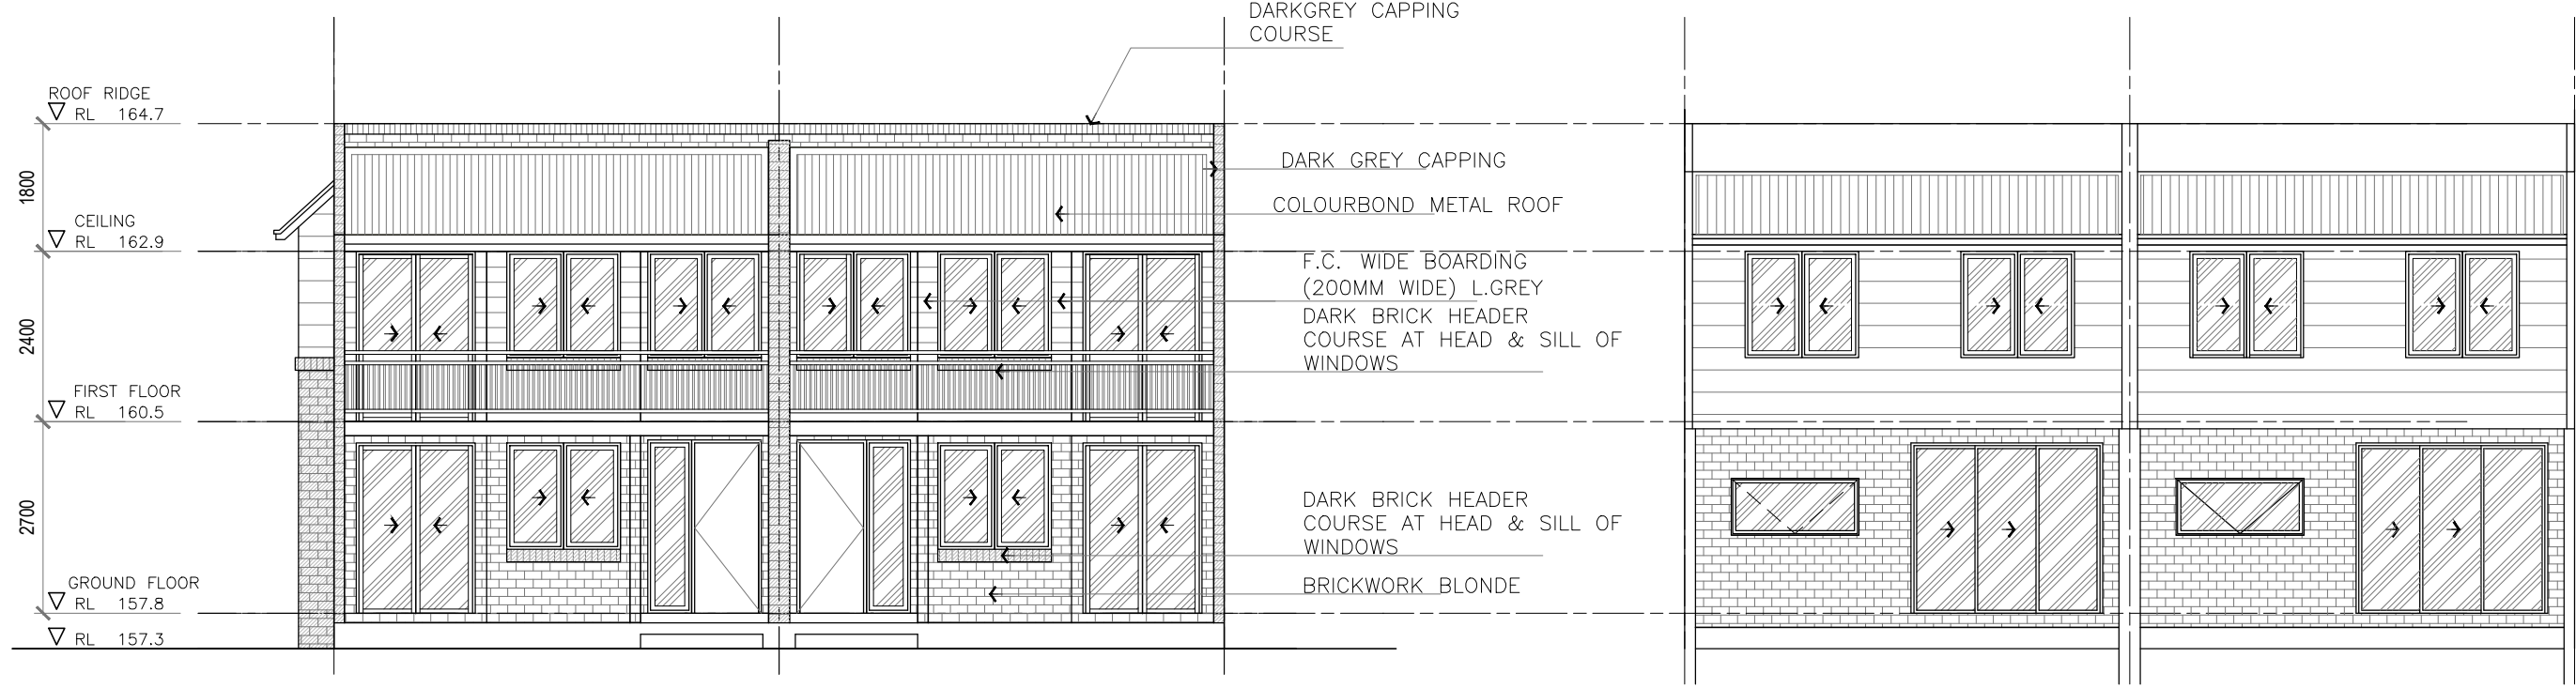 DARKGREY CAPPING
COURSE
ROOF RIDGE
RL 164.7
1800
DARK GREY CAPPING
COLOURBOND METAL ROOF
CEILING
RL 162.9
F.C. WIDE BOARDING
(200MM WIDE) L.GREY
DARK BRICK HEADER
COURSE AT HEAD & SILL OF
WINDOWS
2400
FIRST FLOOR
RL 160.5
2700
DARK BRICK HEADER
COURSE AT HEAD & SILL OF
WINDOWS
BRICKWORK BLONDE
GROUND FLOOR
RL 157.8
RL 157.3